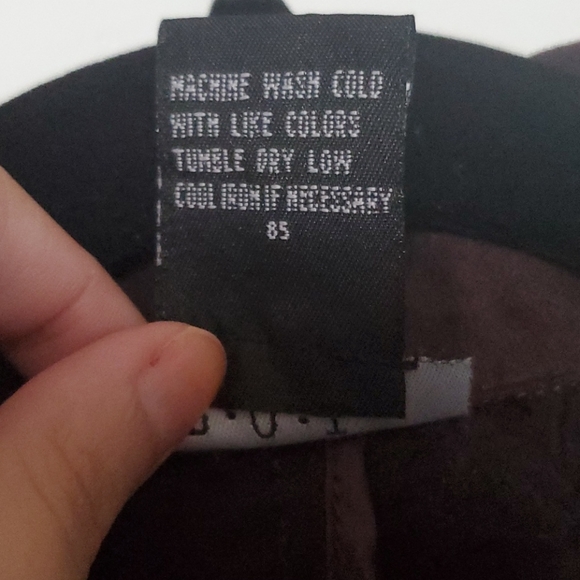 MACHINE WASH COLD
WITH LIKE COLORS
TUMBLE DRY LOW
COOL IRON IF NECESSARY
85